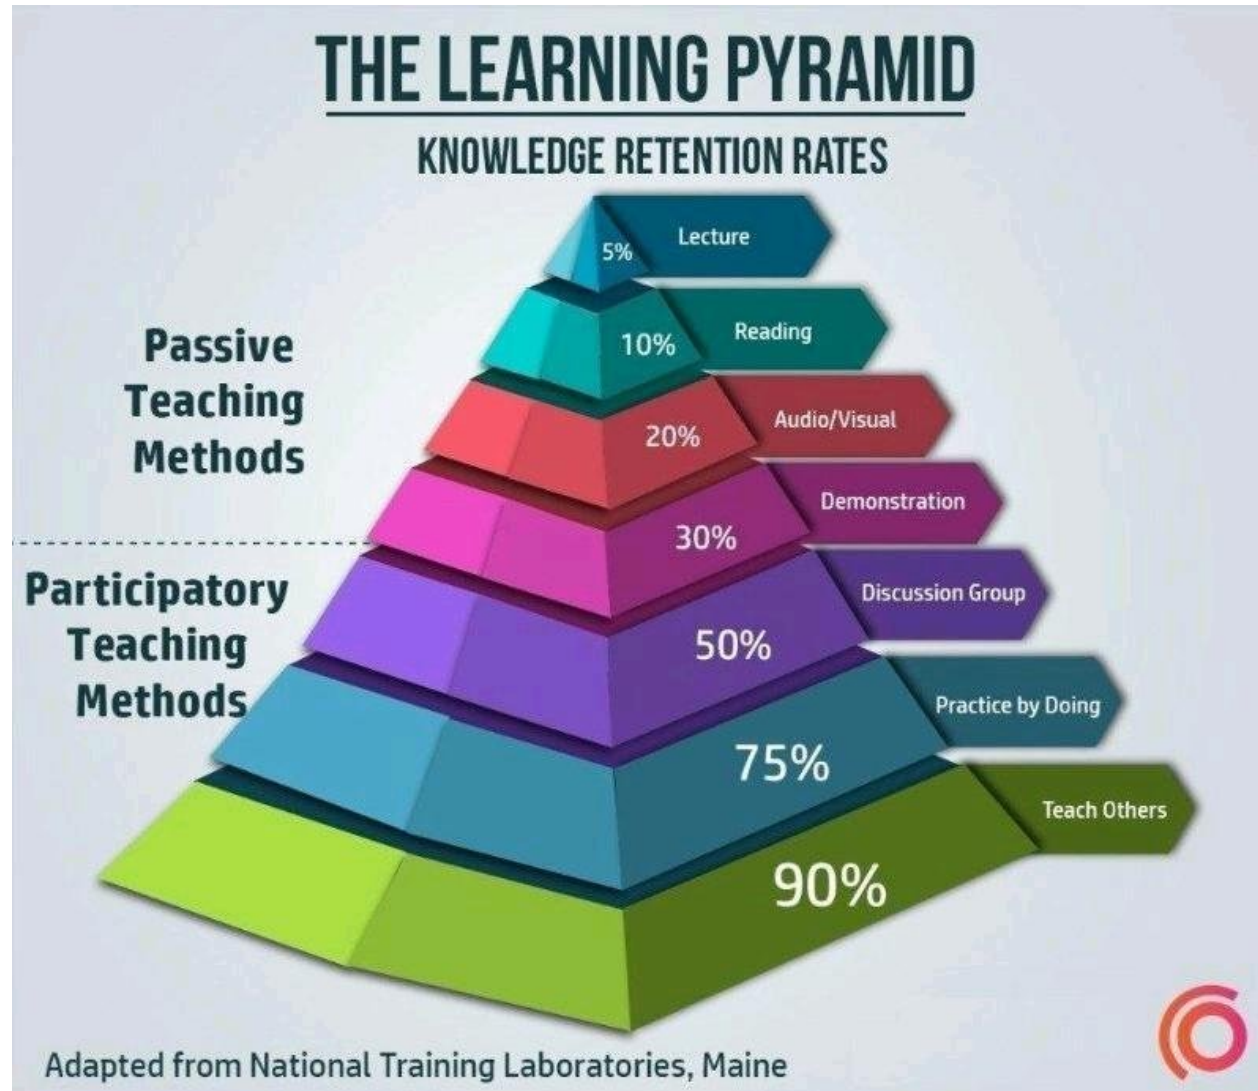 THE LEARNING PYRAMID
KNOWLEDGE RETENTION RATES
5%
Lecture
10%
Reading
20%
Audio/Visual
30%
Demonstration
Passive
Teaching
Methods
50%
Discussion Group
75%
Practice by Doing
90%
Teach Others
Participatory
Teaching
Methods
Adapted from National Training Laboratories, Maine